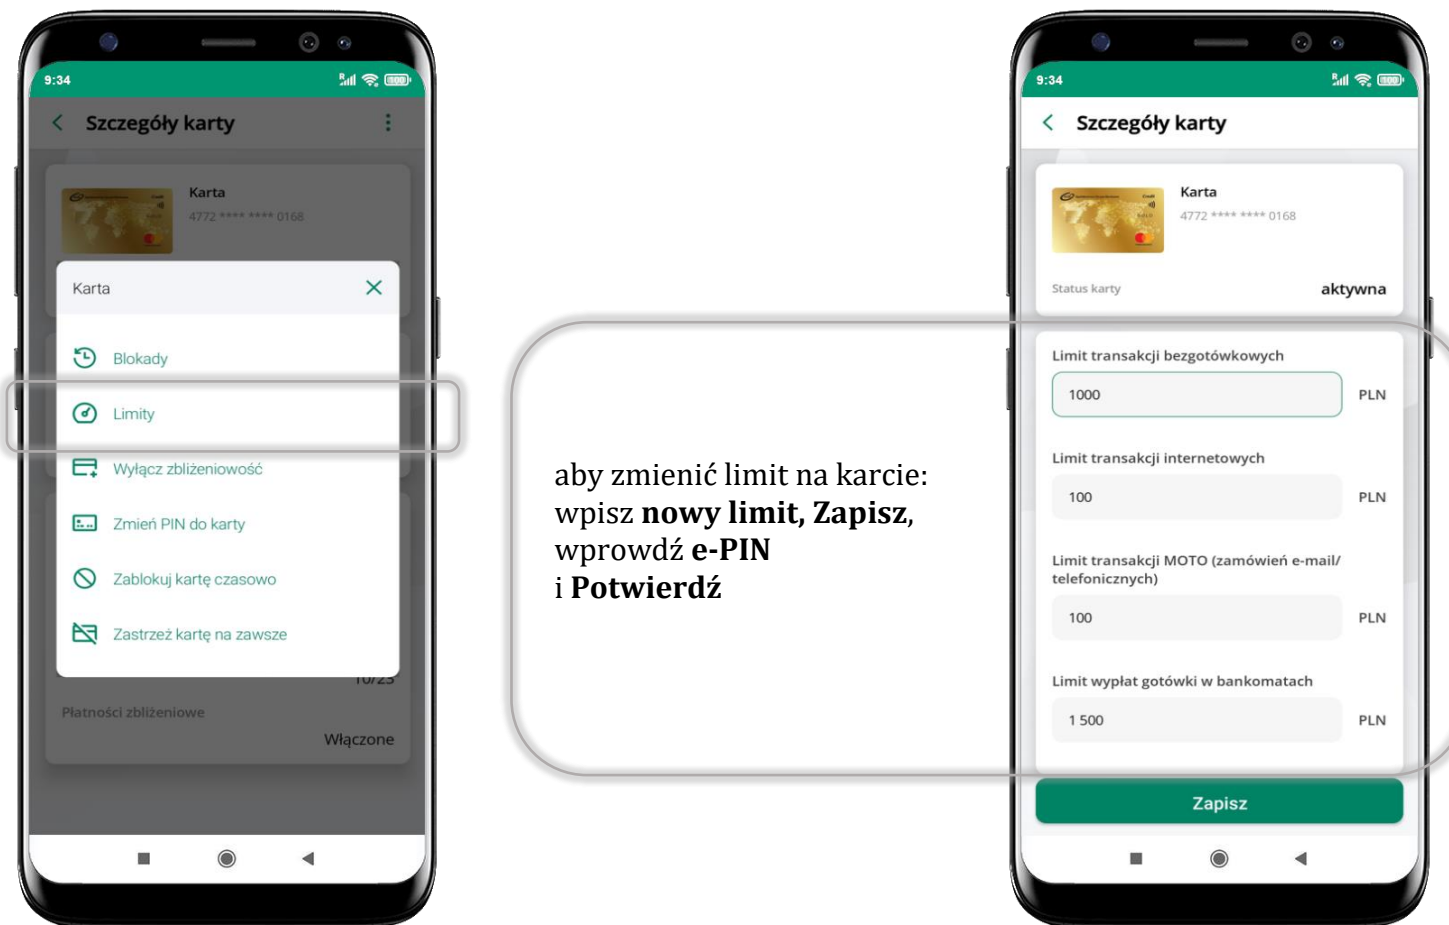 9:34
Szczegóły karty
Karta
4772 **** **** 0168
Karta
Blokady
Limity
Wyłącz zbliżeniowość
Zmień PIN do karty
Zablokuj kartę czasowo
Zastrzeż kartę na zawsze
10/25
Płatności zbliżeniowe
Włączone
aby zmienić limit na karcie:
wpisz nowy limit, Zapisz,
wprowdź e-PIN
i Potwierdź
9:34
Szczegóły karty
Karta
4772 **** **** 0168
Status karty aktywna
Limit transakcji bezgotówkowych
1000 PLN
Limit transakcji internetowych
100 PLN
Limit transakcji MOTO (zamówień e-mail/
telefonicznych)
100 PLN
Limit wypłat gotówki w bankomatach
1 500 PLN
Zapisz